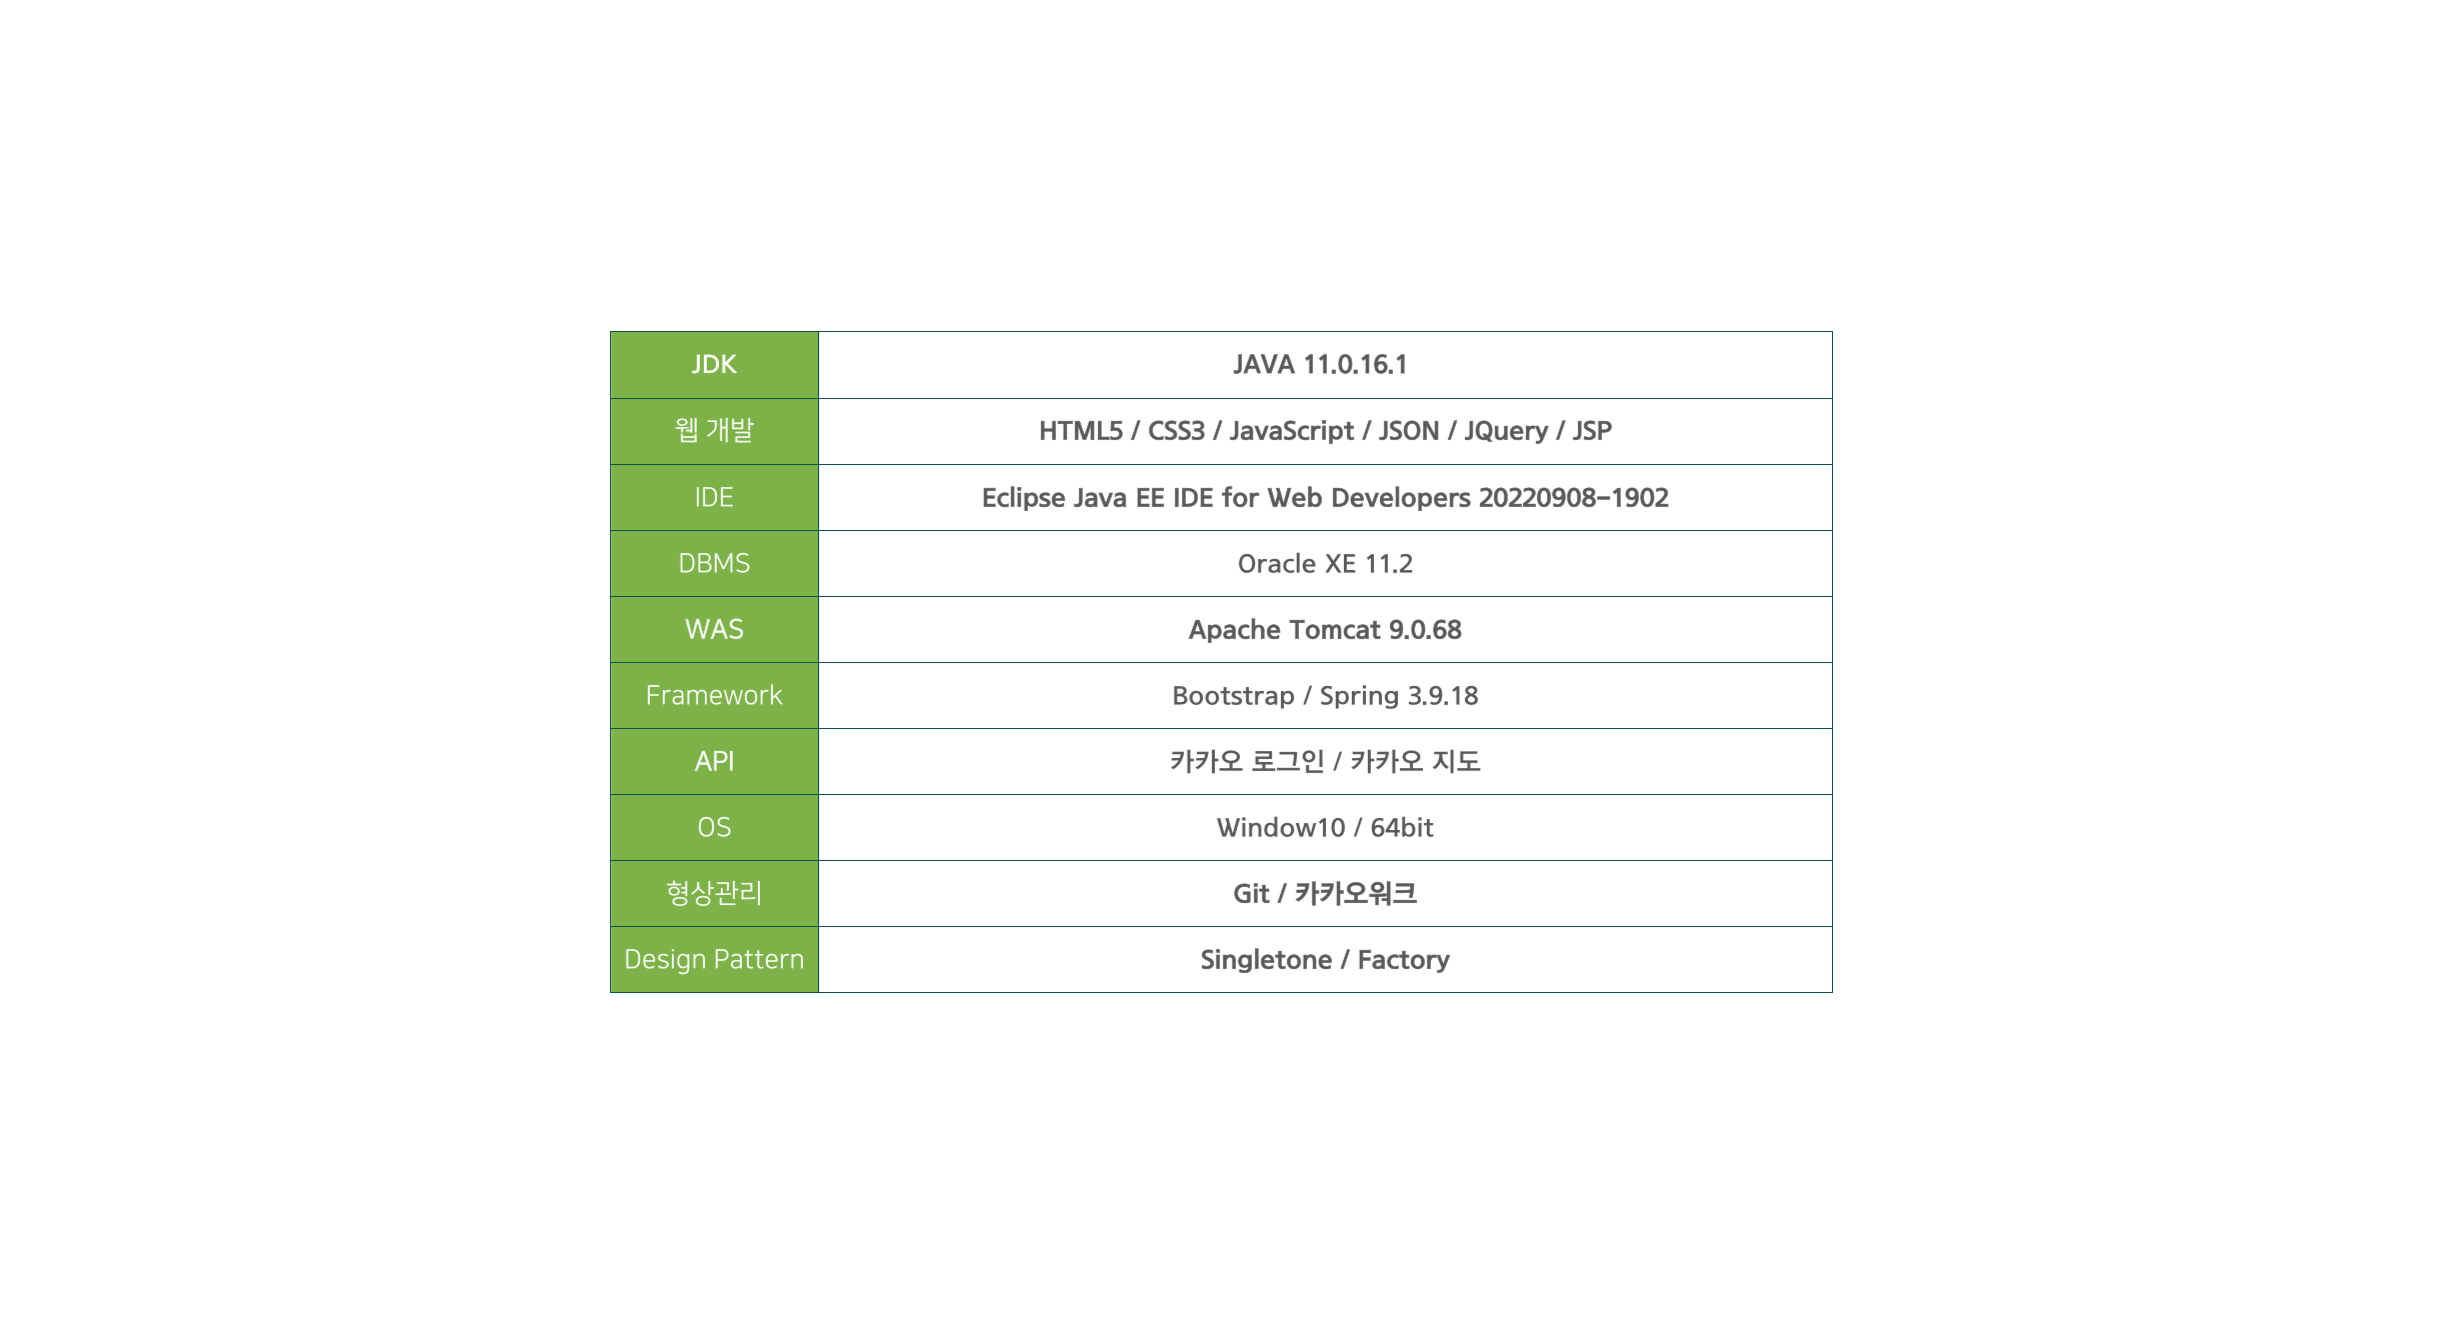 JDK JAVA 11.0.16.1
웹 개발 HTML5 / CSS3 / JavaScript / JSON / JQuery / JSP
IDE Eclipse Java EE IDE for Web Developers 20220908-1902
DBMS Oracle XE 11.2
WAS Apache Tomcat 9.0.68
Framework Bootstrap / Spring 3.9.18
API 카카오 로그인 / 카카오 지도
OS Window10 / 64bit
형상관리 Git / 카카오워크
Design Pattern Singletone / Factory